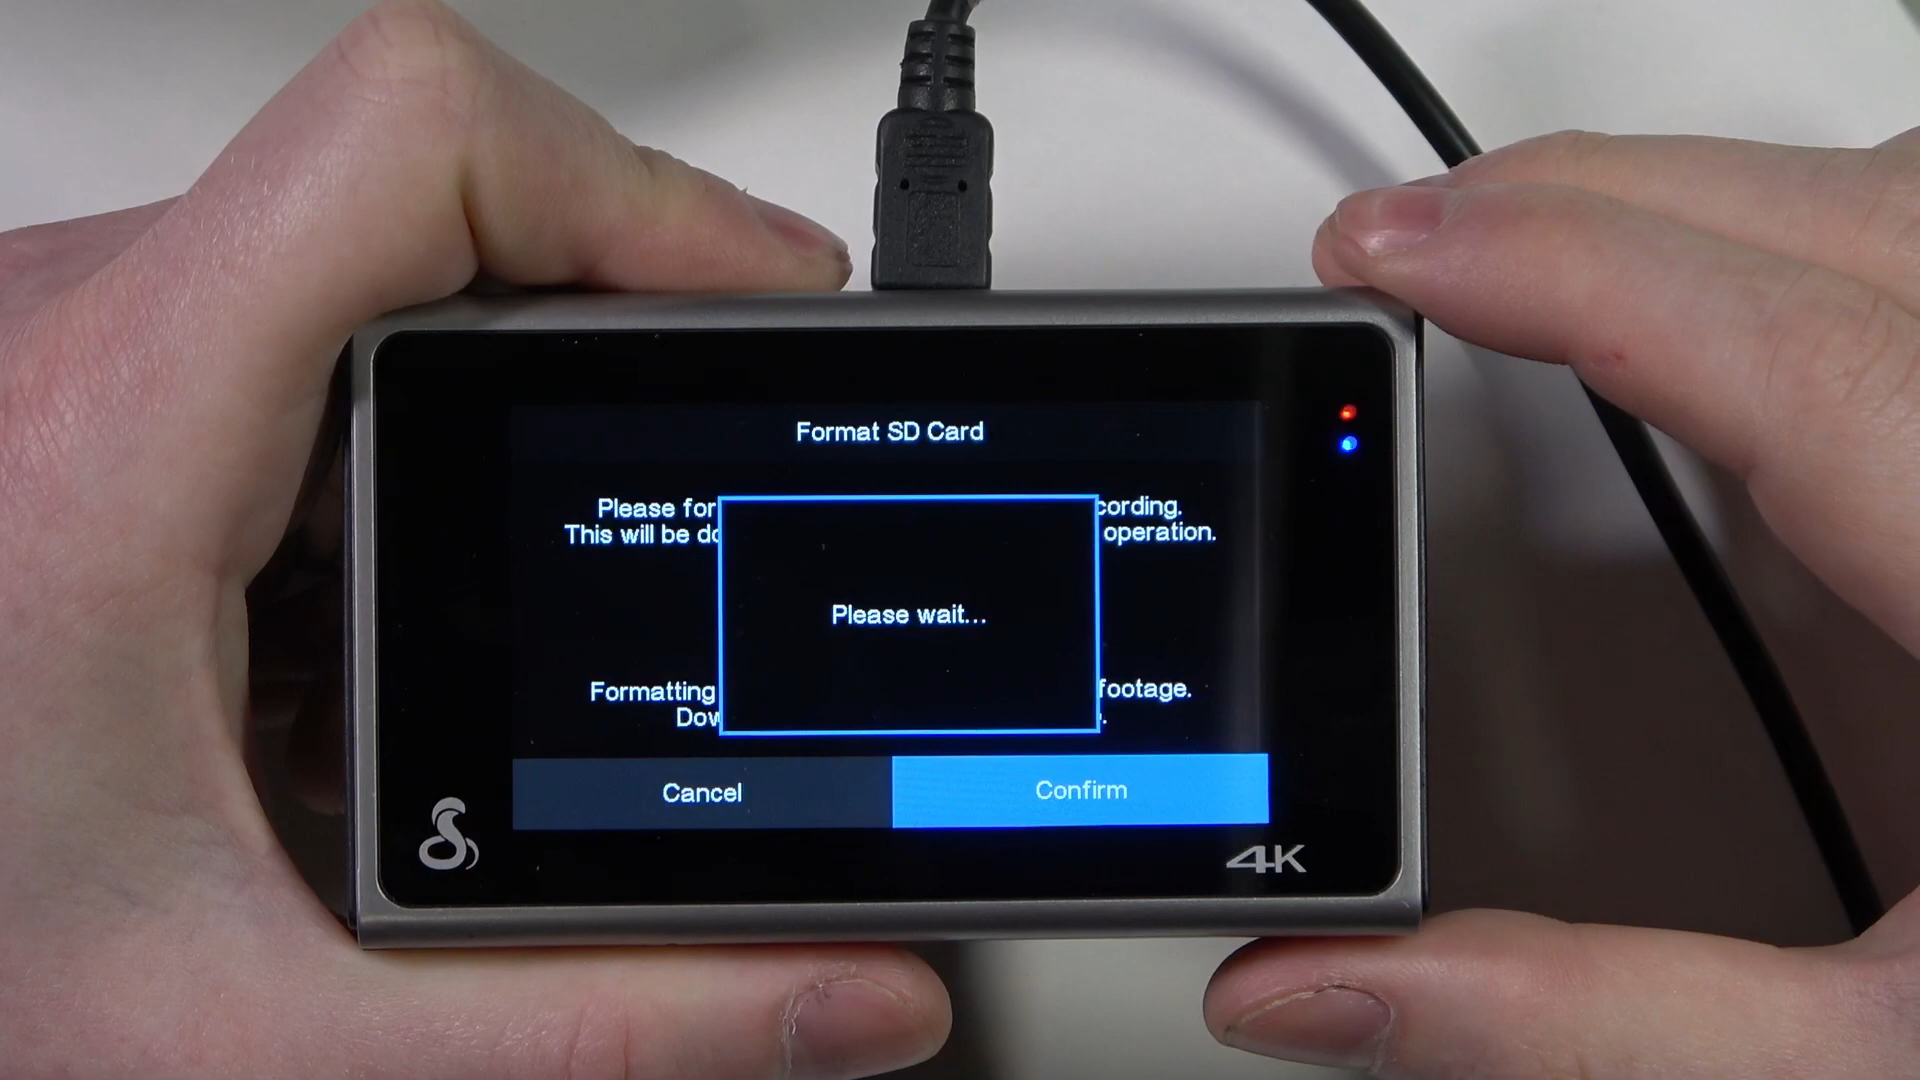 Format SD Card
Please for cording.
This will be do operation.
Please wait...
Formatting footage.
Dow .
Cancel Confirm
4K